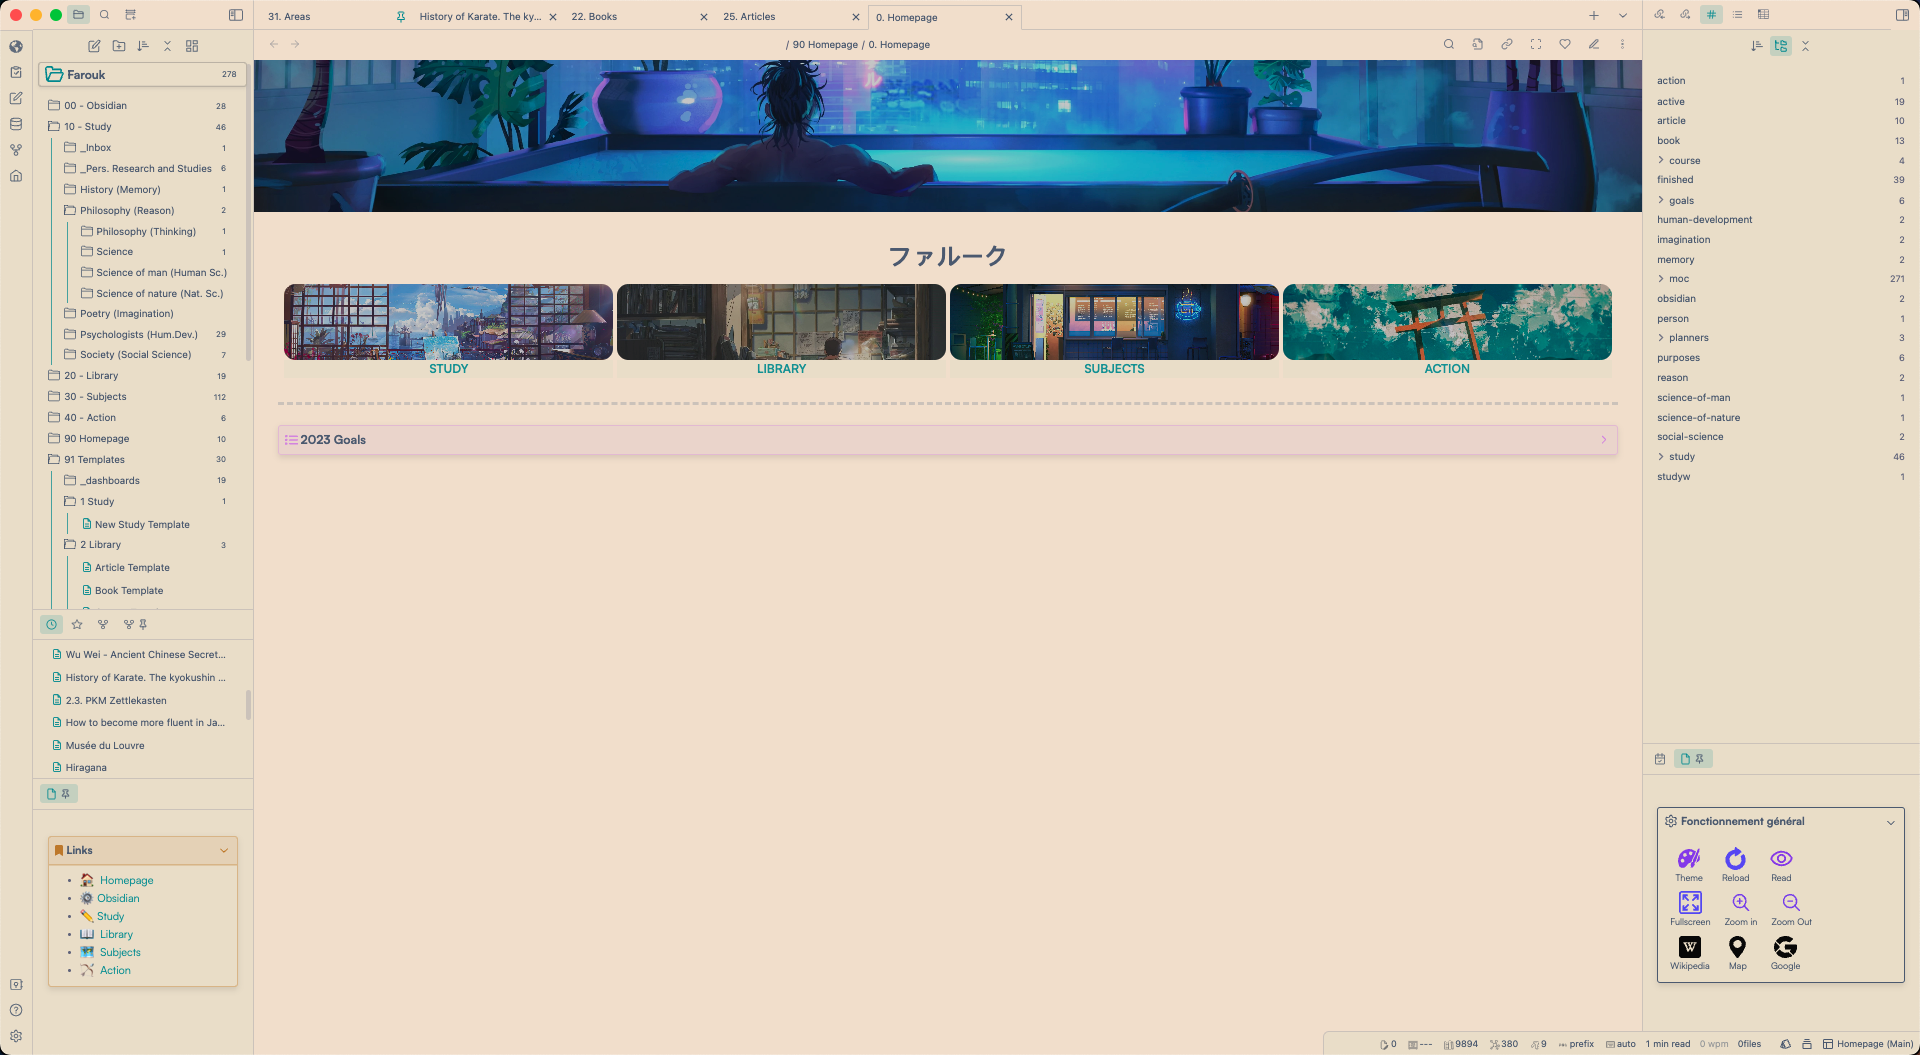 31. Areas
History of Karate. The ky...
22. Books
25. Articles
0. Homepage
/ 90 Homepage / 0. Homepage
Farouk 278
00 - Obsidian 28
10 - Study 46
_Inbox 1
_Pers. Research and Studies 6
History (Memory) 1
Philosophy (Reason) 2
Philosophy (Thinking) 1
Science 1
Science of man (Human Sc.)
Science of nature (Nat. Sc.)
Poetry (Imagination)
Psychologists (Hum.Dev.) 29
Society (Social Science) 7
20 - Library 19
30 - Subjects 112
40 - Action 6
90 Homepage 10
91 Templates 30
_dashboards 19
1 Study 1
New Study Template
2 Library 3
Article Template
Book Template
Wu Wei - Ancient Chinese Secret...
History of Karate. The kyokushin ...
2.3. PKM Zettlekasten
How to become more fluent in Ja...
Musée du Louvre
Hiragana
Links
Homepage
Obsidian
Study
Library
Subjects
Action
ファルーク
STUDY
LIBRARY
SUBJECTS
ACTION
2023 Goals
action 1
active 19
article 10
book 13
course 4
finished 39
goals 6
human-development 2
imagination 2
memory 2
moc 271
obsidian 2
person 1
planners 3
purposes 6
reason 2
science-of-man 1
science-of-nature 1
social-science 2
study 46
studyw 1
Fonctionnement général
Theme
Reload
Read
Fullscreen
Zoom in
Zoom Out
W
Wikipedia
Map
Google
0 --- 9894 380 9 prefix auto 1 min read 0 wpm 0files Homepage (Main)